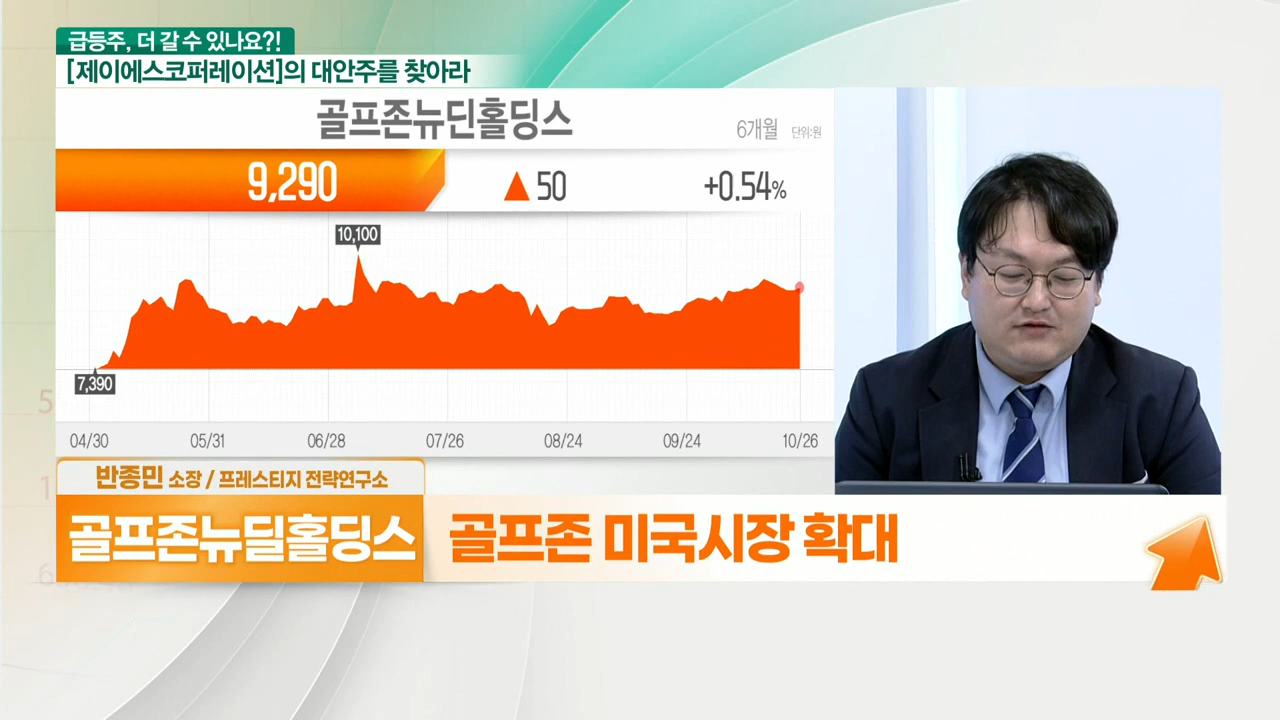 급등주, 더 갈 수 있나요?!
[제이에스코퍼레이션]의 대안주를 찾아라
골프존뉴딘홀딩스
6개월 단위:원
9,290 ▲ 50 +0.54%
10,100
7,390
04/30 05/31 06/28 07/26 08/24 09/24 10/26
5
1
6
반종민 소장 / 프레스티지 전략연구소
골프존뉴딜홀딩스 골프존 미국시장 확대